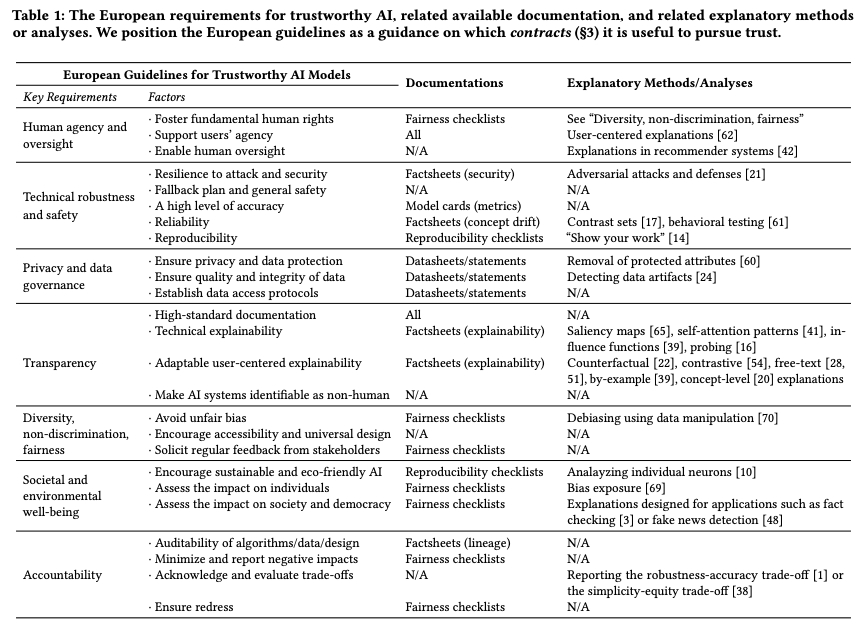 Table 1: The European requirements for trustworthy AI, related available documentation, and related explanatory methods
or analyses. We position the European guidelines as a guidance on which contracts (§3) it is useful to pursue trust.
European Guidelines for Trustworthy AI Models
Documentations
Explanatory Methods/Analyses
Key Requirements
Factors
Human agency and
oversight
· Foster fundamental human rights Fairness checklists See “Diversity, non-discrimination, fairness”
· Support users’ agency All User-centered explanations [62]
· Enable human oversight N/A Explanations in recommender systems [42]
Technical robustness
and safety
· Resilience to attack and security Factsheets (security) Adversarial attacks and defenses [21]
· Fallback plan and general safety N/A N/A
· A high level of accuracy Model cards (metrics) N/A
· Reliability Factsheets (concept drift) Contrast sets [17], behavioral testing [61]
· Reproducibility Reproducibility checklists “Show your work” [14]
Privacy and data
governance
· Ensure privacy and data protection Datasheets/statements Removal of protected attributes [60]
· Ensure quality and integrity of data Datasheets/statements Detecting data artifacts [24]
· Establish data access protocols Datasheets/statements N/A
Transparency
· High-standard documentation All N/A
· Technical explainability Factsheets (explainability) Saliency maps [65], self-attention patterns [41], in-
fluence functions [39], probing [16]
· Adaptable user-centered explainability Factsheets (explainability) Counterfactual [22], contrastive [54], free-text [28,
51], by-example [39], concept-level [20] explanations
· Make AI systems identifiable as non-human N/A N/A
Diversity,
non-discrimination,
fairness
· Avoid unfair bias Fairness checklists Debiasing using data manipulation [70]
· Encourage accessibility and universal design N/A N/A
· Solicit regular feedback from stakeholders Fairness checklists N/A
Societal and
environmental
well-being
· Encourage sustainable and eco-friendly AI Reproducibility checklists Analayzing individual neurons [10]
· Assess the impact on individuals Fairness checklists Bias exposure [69]
· Assess the impact on society and democracy Fairness checklists Explanations designed for applications such as fact
checking [3] or fake news detection [48]
Accountability
· Auditability of algorithms/data/design Factsheets (lineage) N/A
· Minimize and report negative impacts Fairness checklists N/A
· Acknowledge and evaluate trade-offs N/A Reporting the robustness-accuracy trade-off [1] or
the simplicity-equity trade-off [38]
· Ensure redress Fairness checklists N/A